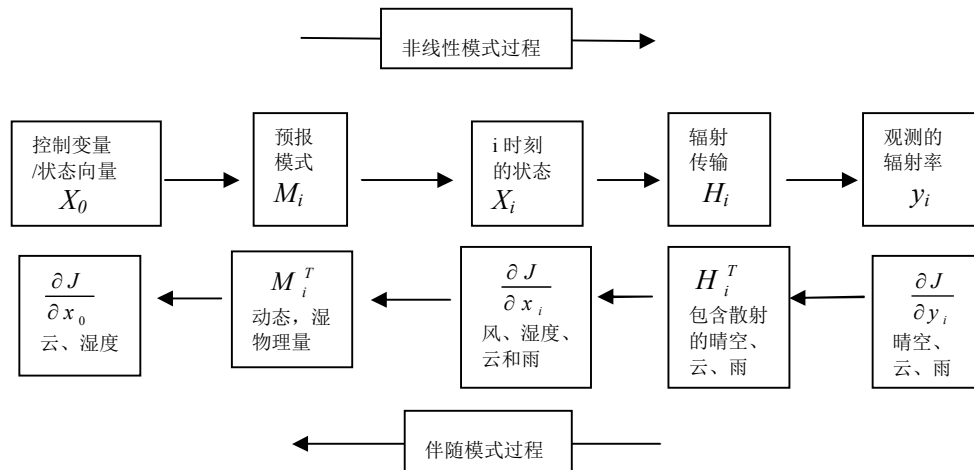 非线性模式过程
控制变量
/状态向量
X₀
预报
模式
Mᵢ
i 时刻
的状态
Xᵢ
辐射
传输
Hᵢ
观测的
辐射率
yᵢ
∂J
∂x₀
云、湿度
Mᵢᵀ
动态，湿
物理量
∂J
∂xᵢ
风、湿度、
云和雨
Hᵢᵀ
包含散射
的晴空、
云、雨
∂J
∂yᵢ
晴空、
云、雨
伴随模式过程